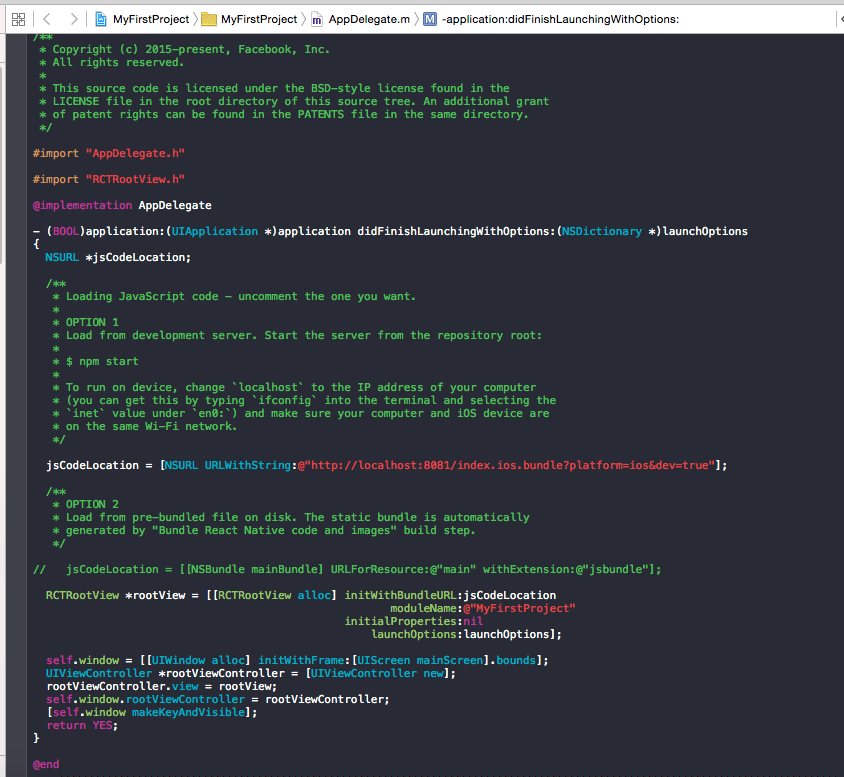 MyFirstProject MyFirstProject m AppDelegate.m M -application:didFinishLaunchingWithOptions:
/**
 * Copyright (c) 2015-present, Facebook, Inc.
 * All rights reserved.
 *
 * This source code is licensed under the BSD-style license found in the
 * LICENSE file in the root directory of this source tree. An additional grant
 * of patent rights can be found in the PATENTS file in the same directory.
 */
#import "AppDelegate.h"
#import "RCTRootView.h"
@implementation AppDelegate
- (BOOL)application:(UIApplication *)application didFinishLaunchingWithOptions:(NSDictionary *)launchOptions
{
  NSURL *jsCodeLocation;
  /**
   * Loading JavaScript code - uncomment the one you want.
   *
   * OPTION 1
   * Load from development server. Start the server from the repository root:
   *
   * $ npm start
   *
   * To run on device, change `localhost` to the IP address of your computer
   * (you can get this by typing `ifconfig` into the terminal and selecting the
   * `inet` value under `en0:`) and make sure your computer and iOS device are
   * on the same Wi-Fi network.
   */
  jsCodeLocation = [NSURL URLWithString:@"http://localhost:8081/index.ios.bundle?platform=ios&dev=true"];
  /**
   * OPTION 2
   * Load from pre-bundled file on disk. The static bundle is automatically
   * generated by "Bundle React Native code and images" build step.
   */
//   jsCodeLocation = [[NSBundle mainBundle] URLForResource:@"main" withExtension:@"jsbundle"];
  RCTRootView *rootView = [[RCTRootView alloc] initWithBundleURL:jsCodeLocation
                                                      moduleName:@"MyFirstProject"
                                               initialProperties:nil
                                                   launchOptions:launchOptions];
  self.window = [[UIWindow alloc] initWithFrame:[UIScreen mainScreen].bounds];
  UIViewController *rootViewController = [UIViewController new];
  rootViewController.view = rootView;
  self.window.rootViewController = rootViewController;
  [self.window makeKeyAndVisible];
  return YES;
}
@end